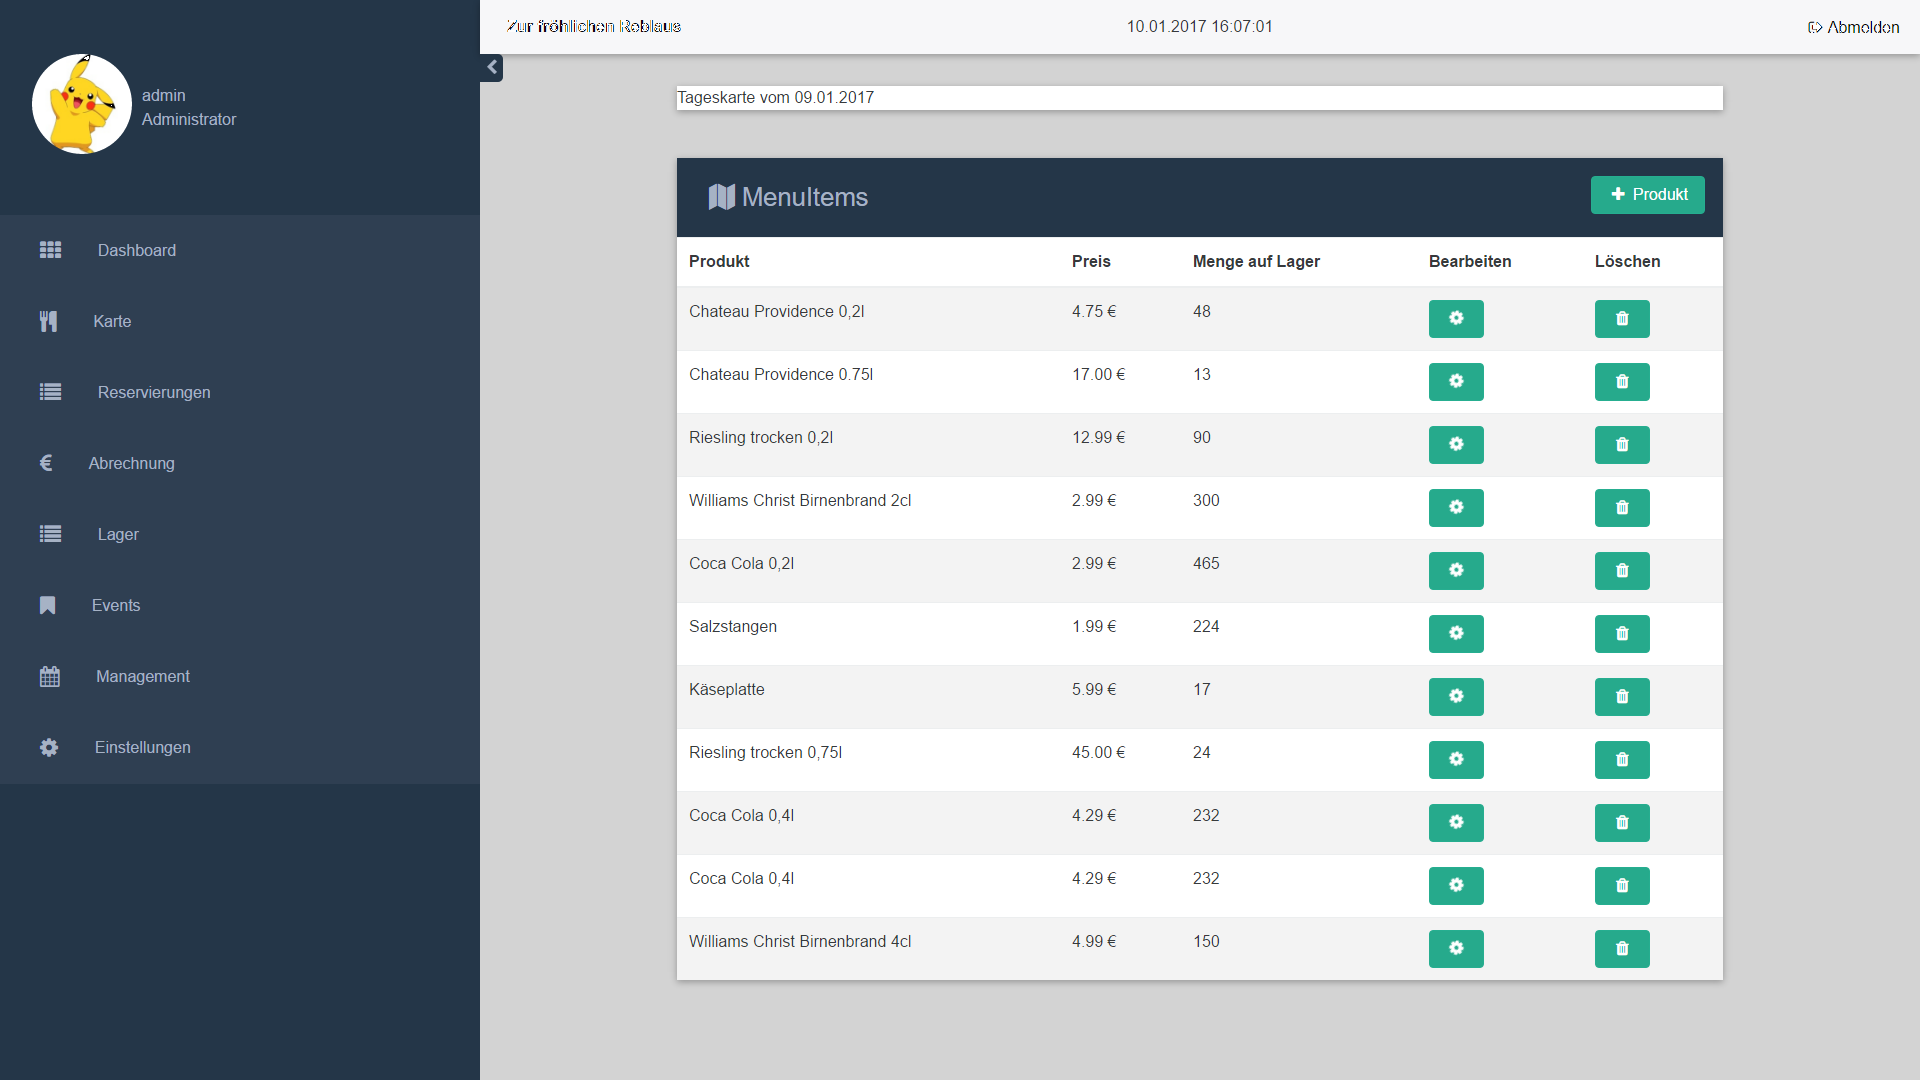 Zur fröhlichen Reblaus
10.01.2017 16:07:01
Abmelden
admin
Administrator
Dashboard
Karte
Reservierungen
€ Abrechnung
Lager
Events
Management
Einstellungen
Tageskarte vom 09.01.2017
MenuItems
Produkt
Produkt Preis Menge auf Lager Bearbeiten Löschen
Chateau Providence 0,2l 4.75 € 48
Chateau Providence 0.75l 17.00 € 13
Riesling trocken 0,2l 12.99 € 90
Williams Christ Birnenbrand 2cl 2.99 € 300
Coca Cola 0,2l 2.99 € 465
Salzstangen 1.99 € 224
Käseplatte 5.99 € 17
Riesling trocken 0,75l 45.00 € 24
Coca Cola 0,4l 4.29 € 232
Coca Cola 0,4l 4.29 € 232
Williams Christ Birnenbrand 4cl 4.99 € 150